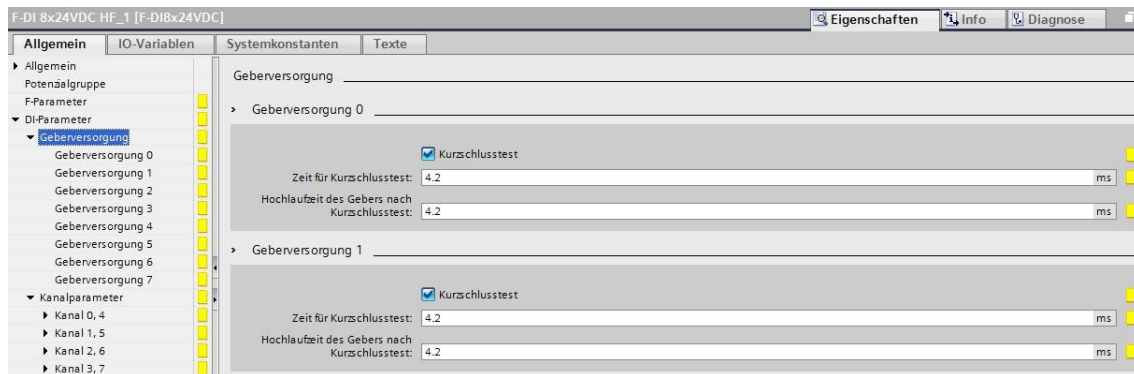 F-DI 8x24VDC HF_1 [F-DI8x24VDC]
Eigenschaften
Info
Diagnose
Allgemein
IO-Variablen
Systemkonstanten
Texte
Allgemein
Potenzialgruppe
F-Parameter
DI-Parameter
Geberversorgung
Geberversorgung 0
Geberversorgung 1
Geberversorgung 2
Geberversorgung 3
Geberversorgung 4
Geberversorgung 5
Geberversorgung 6
Geberversorgung 7
Kanalparameter
Kanal 0, 4
Kanal 1, 5
Kanal 2, 6
Kanal 3, 7
Geberversorgung
Geberversorgung 0
Kurzschlusstest
Zeit für Kurzschlusstest: 4.2 ms
Hochlaufzeit des Gebers nach
Kurzschlusstest: 4.2 ms
Geberversorgung 1
Kurzschlusstest
Zeit für Kurzschlusstest: 4.2 ms
Hochlaufzeit des Gebers nach
Kurzschlusstest: 4.2 ms